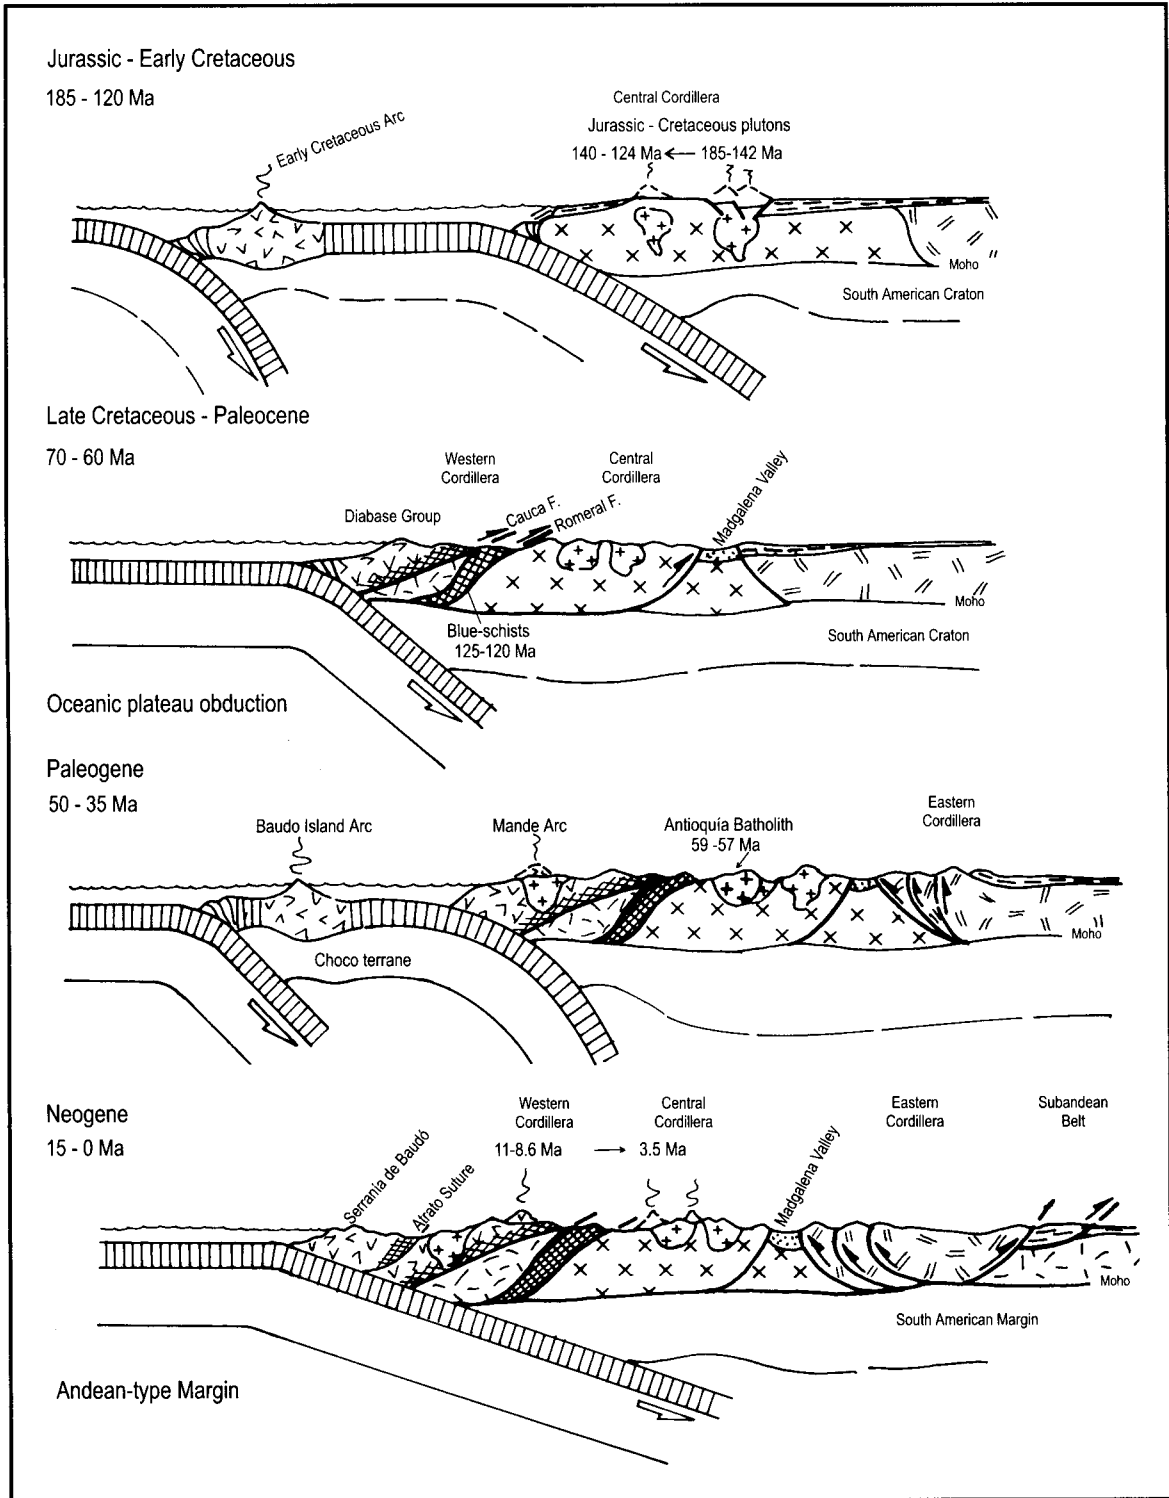 Jurassic - Early Cretaceous
185 - 120 Ma
Early Cretaceous Arc
Central Cordillera
Jurassic - Cretaceous plutons
140 - 124 Ma ← 185-142 Ma
Moho
South American Craton
Late Cretaceous - Paleocene
70 - 60 Ma
Western
Cordillera
Central
Cordillera
Diabase Group
Cauca F.
Romeral F.
Madgalena Valley
Blue-schists
125-120 Ma
Moho
South American Craton
Oceanic plateau obduction
Paleogene
50 - 35 Ma
Baudo Island Arc
Mande Arc
Antioquía Batholith
59 -57 Ma
Eastern
Cordillera
Choco terrane
Moho
Neogene
15 - 0 Ma
Western
Cordillera
Central
Cordillera
Eastern
Cordillera
Subandean
Belt
11-8.6 Ma → 3.5 Ma
Serrania de Baudó
Atrato Suture
Madgalena Valley
Moho
South American Margin
Andean-type Margin